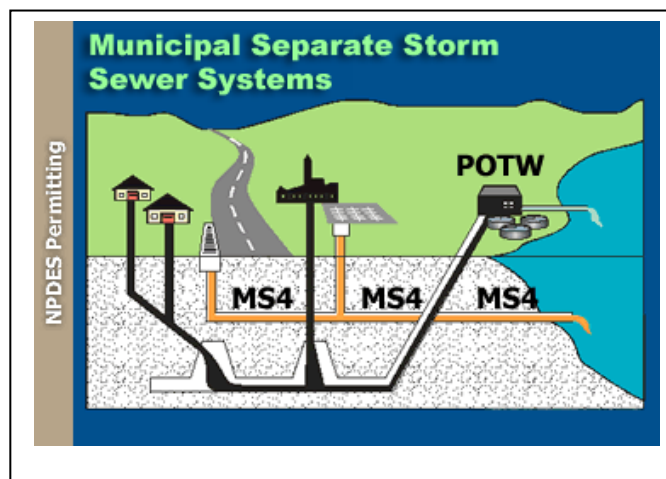 Municipal Separate Storm
Sewer Systems
NPDES Permitting
POTW
MS4 MS4 MS4